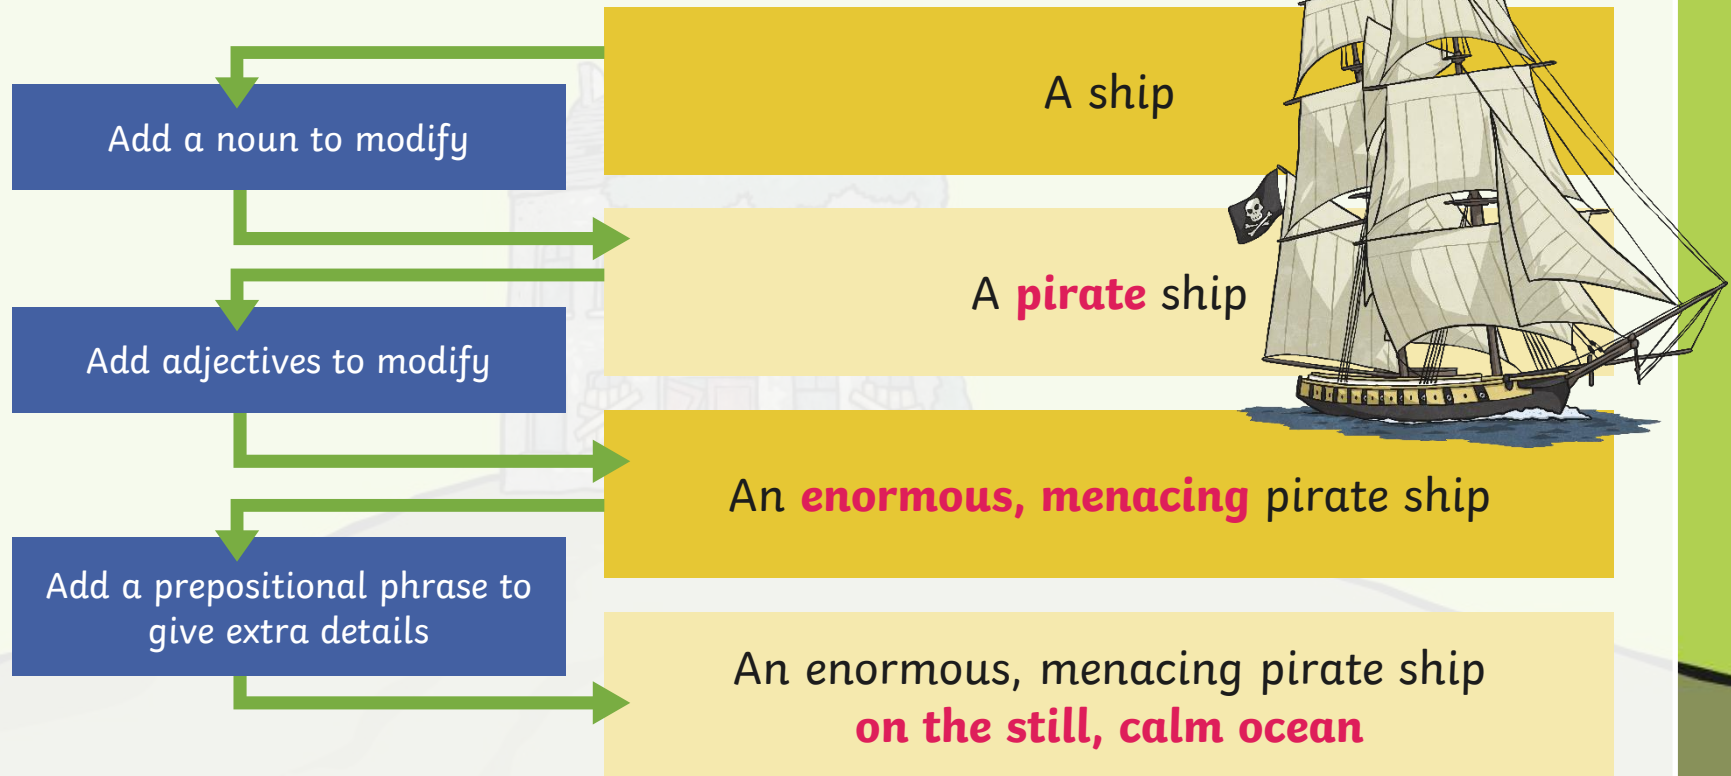 A ship
Add a noun to modify
A pirate ship
Add adjectives to modify
An enormous, menacing pirate ship
Add a prepositional phrase to
give extra details
An enormous, menacing pirate ship
on the still, calm ocean